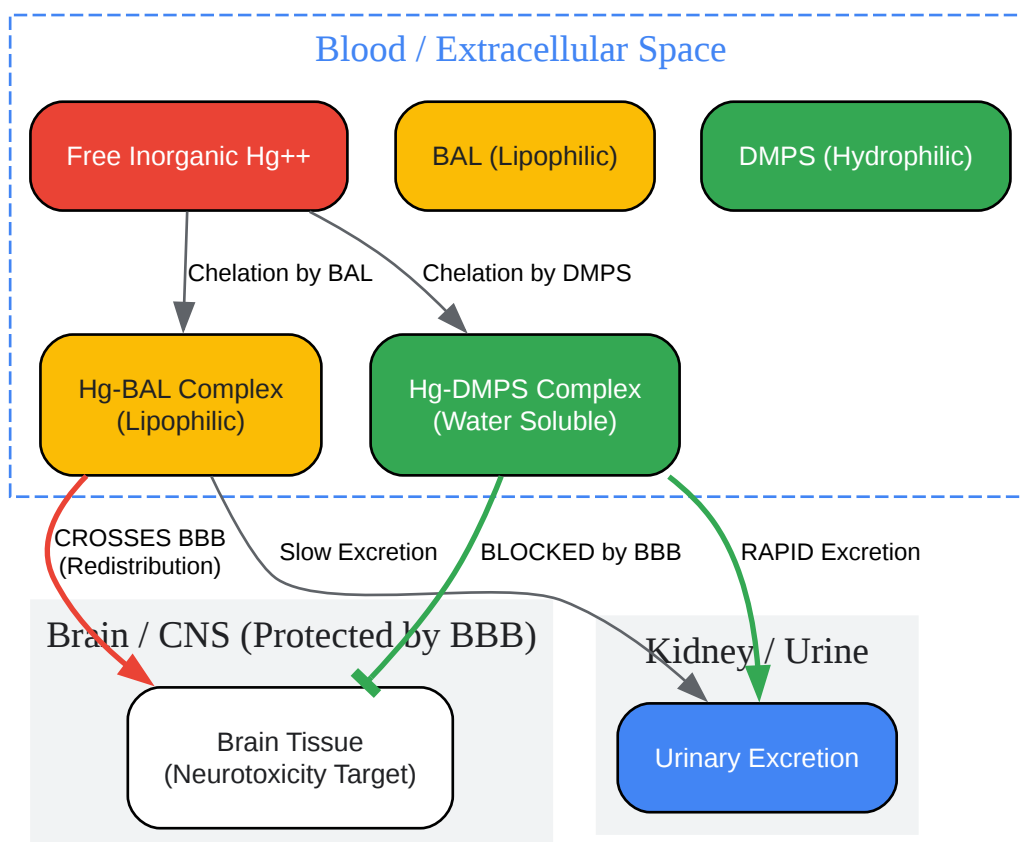 Blood / Extracellular Space
Free Inorganic Hg++
BAL (Lipophilic)
DMPS (Hydrophilic)
Chelation by BAL
Chelation by DMPS
Hg-BAL Complex
(Lipophilic)
Hg-DMPS Complex
(Water Soluble)
CROSSES BBB
(Redistribution)
Slow Excretion
BLOCKED by BBB
RAPID Excretion
Brain / CNS (Protected by BBB)
Kidney / Urine
Brain Tissue
(Neurotoxicity Target)
Urinary Excretion